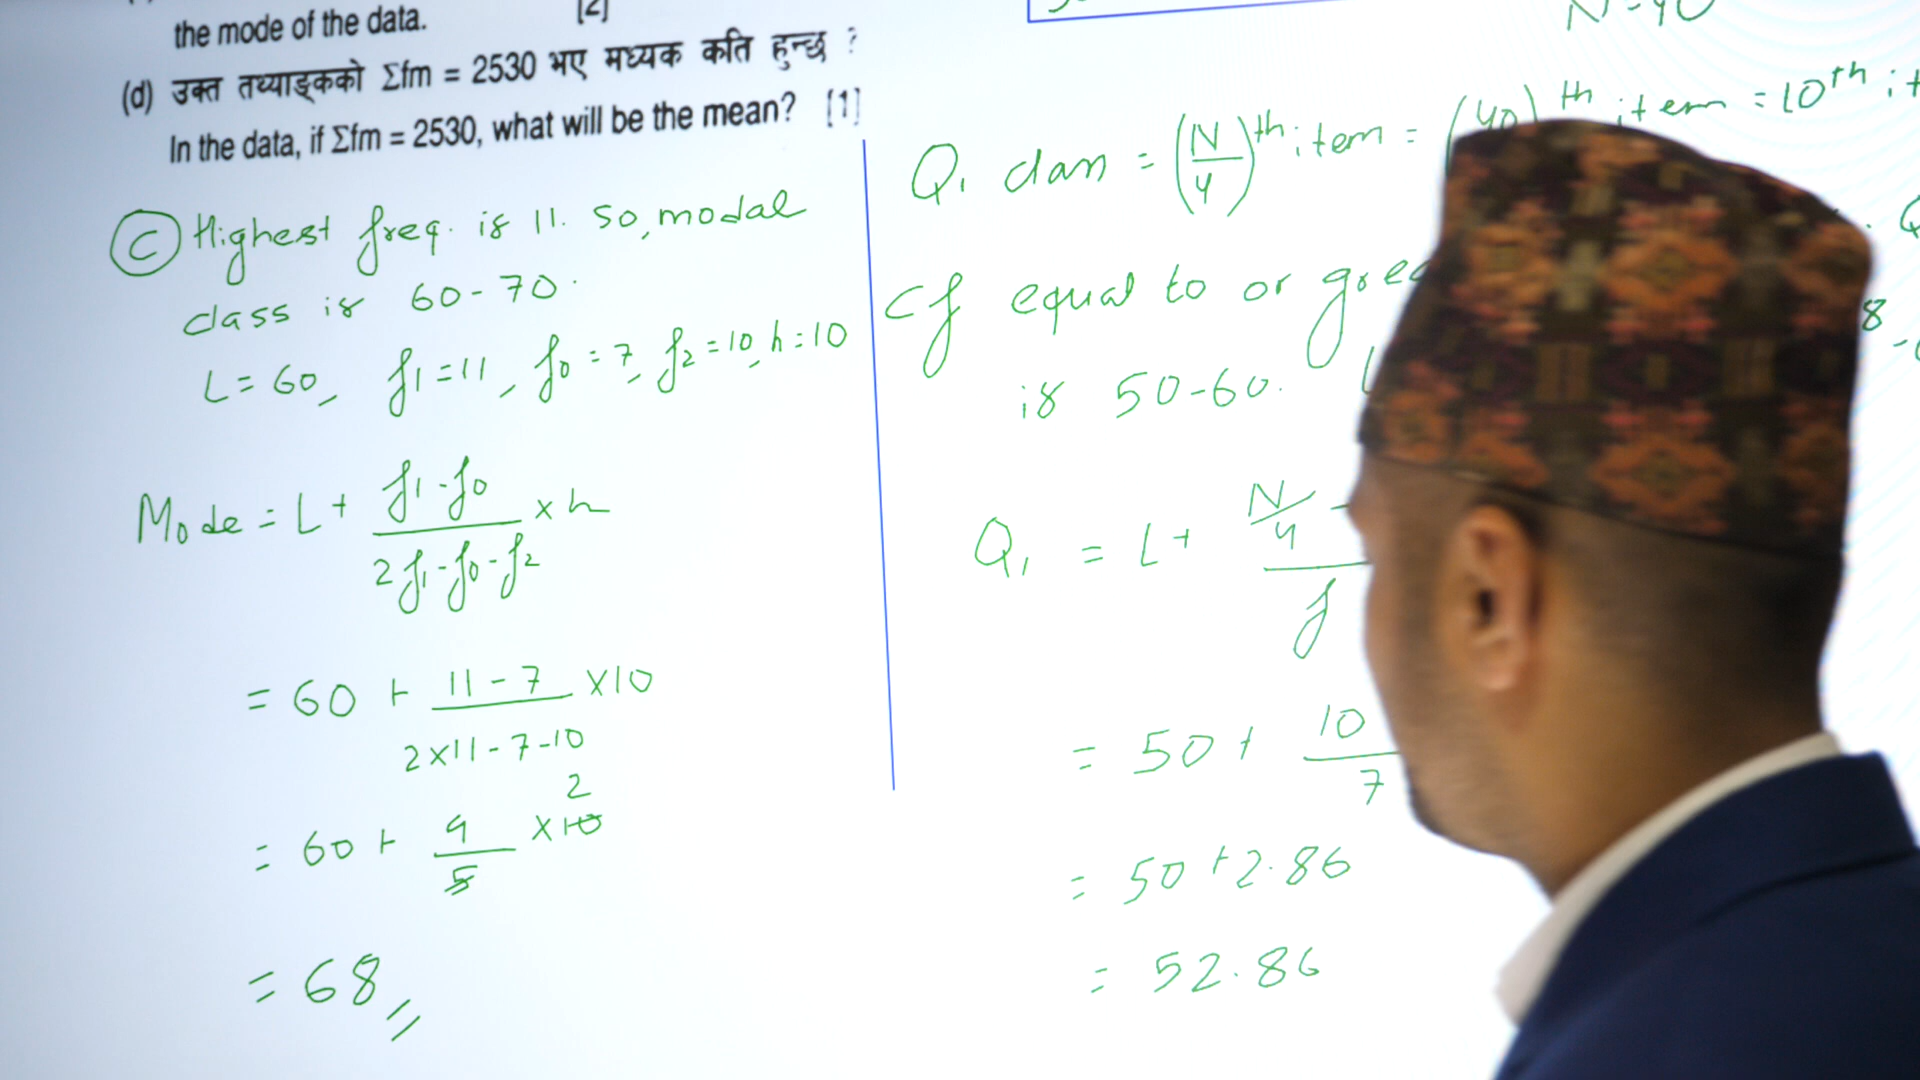 the mode of the data. [2]
(d) उक्त तथ्याङ्कको Σfm = 2530 भए मध्यक कति हुन्छ ?
In the data, if Σfm = 2530, what will be the mean? [1]
(C) Highest freq. is 11. So, modal
class is 60-70.
L = 60, f1 = 11, f0 = 7, f2 = 10, h = 10
Mode = L + (f1 - f0) / (2f1 - f0 - f2) × h
= 60 + (11 - 7) / (2×11 - 7 - 10) ×10
= 60 + 4/5 ×10 2
= 68
N = 40
Q1 class = (N/4)th item = (40)th item = 10th it
cf equal to or grea 8
is 50-60.
Q1 = L + N/4 - / f
= 50 + 10 / 7
= 50 + 2.86
= 52.86